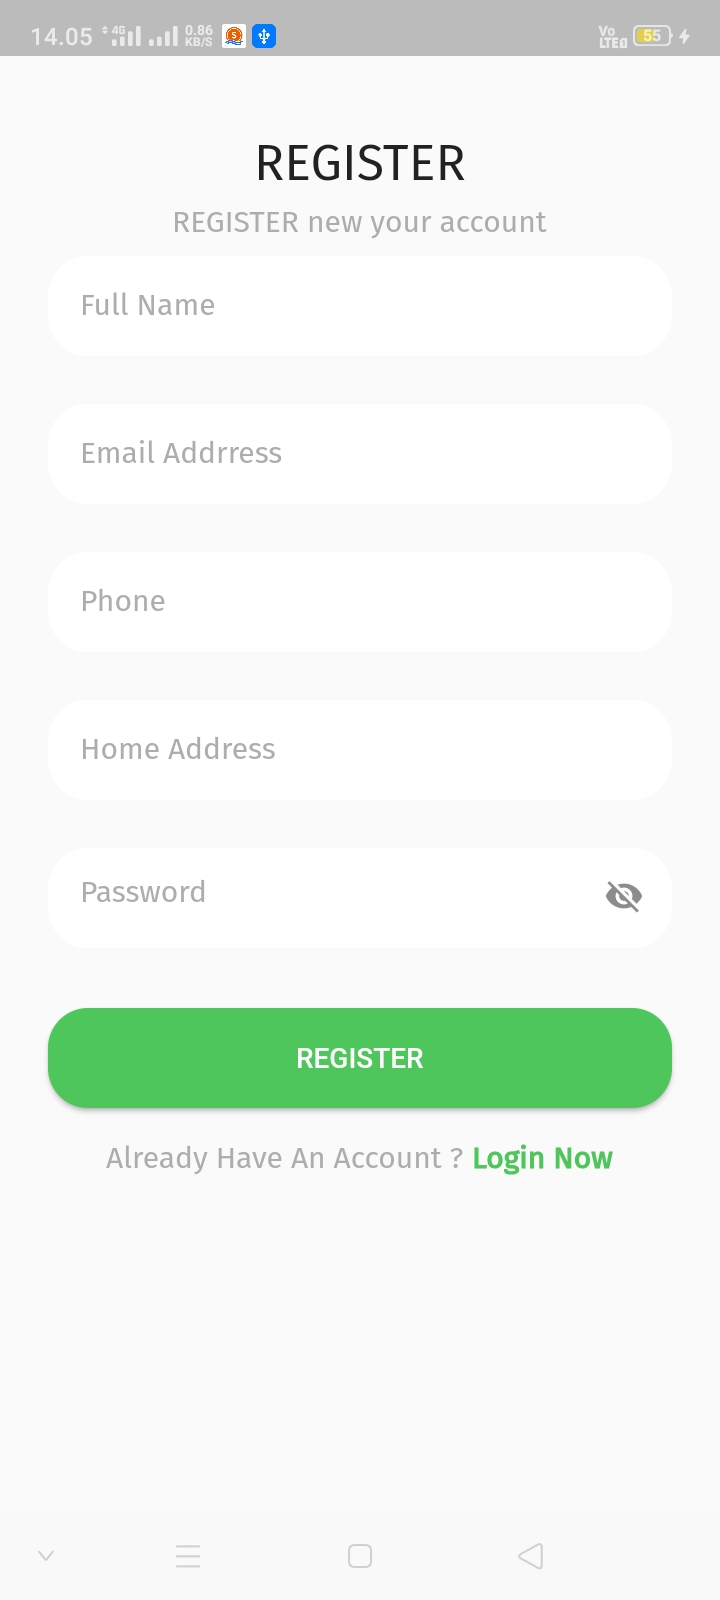 14.05 4G 0.86 KB/S S Vo LTE 55
REGISTER
REGISTER new your account
Full Name
Email Addrress
Phone
Home Address
Password
REGISTER
Already Have An Account ? Login Now